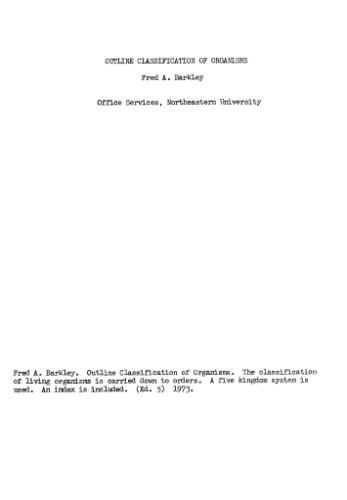 OUTLINE CLASSIFICATION OF ORGANISMS
Fred A. Barkley
Office Services, Northeastern University
Fred A. Barkley. Outline Classification of Organisms. The classification
of living organisms is carried down to orders. A five kingdom system is
used. An index is included. (Ed. 5) 1973.